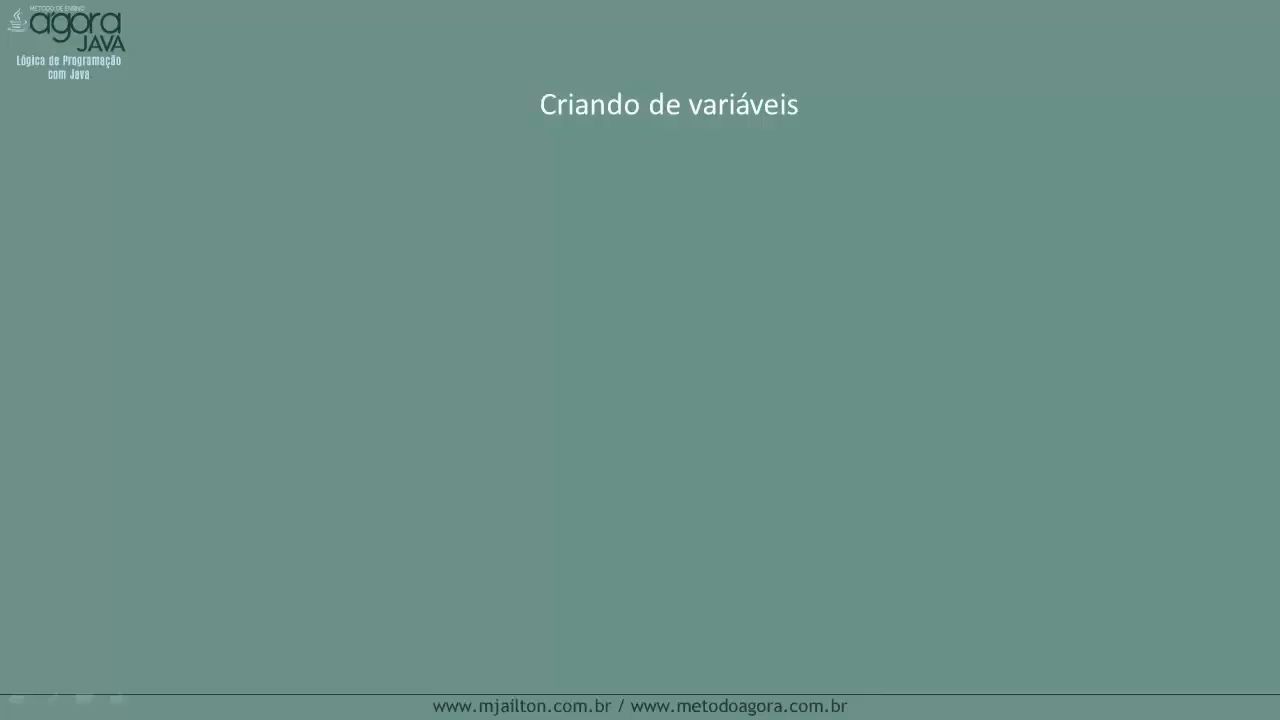 MÉTODO DE ENSINO
ágora
JAVA
Lógica de Programação
com Java
Criando de variáveis
www.mjailton.com.br / www.metodoagora.com.br